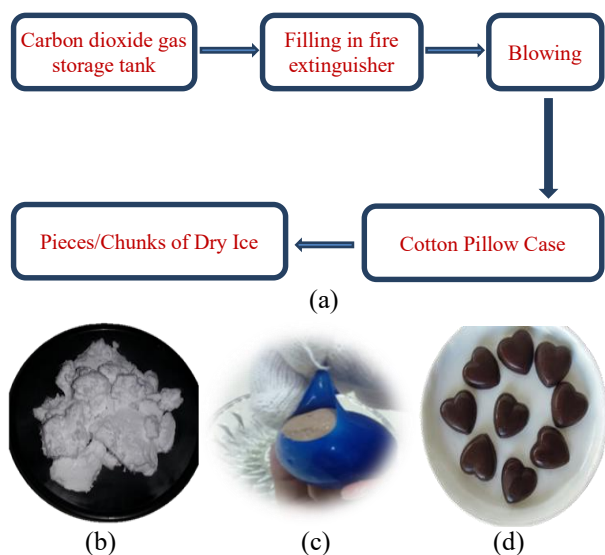 Carbon dioxide gas
storage tank
Filling in fire
extinguisher
Blowing
Pieces/Chunks of Dry Ice
Cotton Pillow Case
(a)
(b)
(c)
(d)